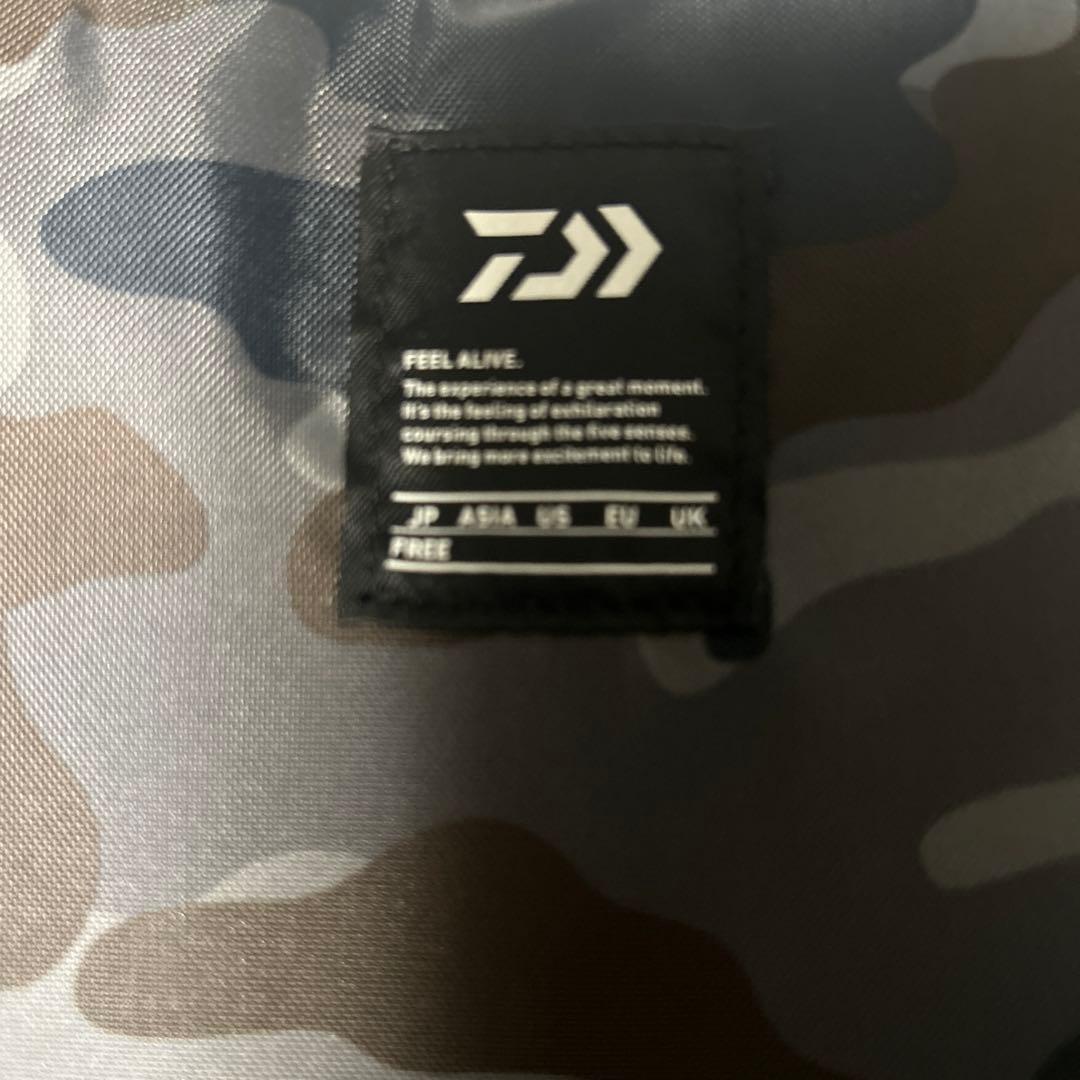 FEEL ALIVE.
The experience of a great moment.
It's the feeling of exhilaration
coursing through the five senses.
We bring more excitement to life.
JP ASIA US EU UK
FREE